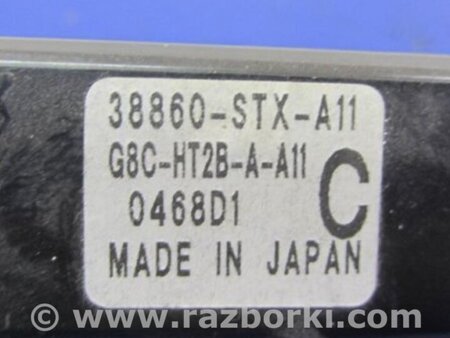 38860-STX-A11
G8C-HT2B-A-A11
0468D1 C
MADE IN JAPAN
© www.razborki.com